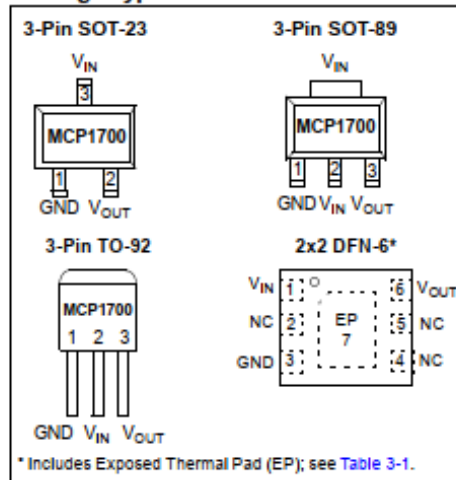 3-Pin SOT-23
3-Pin SOT-89
VIN
3
MCP1700
1 2
GND VOUT
VIN
MCP1700
1 2 3
GND VIN VOUT
3-Pin TO-92
2x2 DFN-6*
MCP1700
1 2 3
GND VIN VOUT
VIN 1 6 VOUT
NC 2 EP 5 NC
7
GND 3 4 NC
* Includes Exposed Thermal Pad (EP); see Table 3-1.